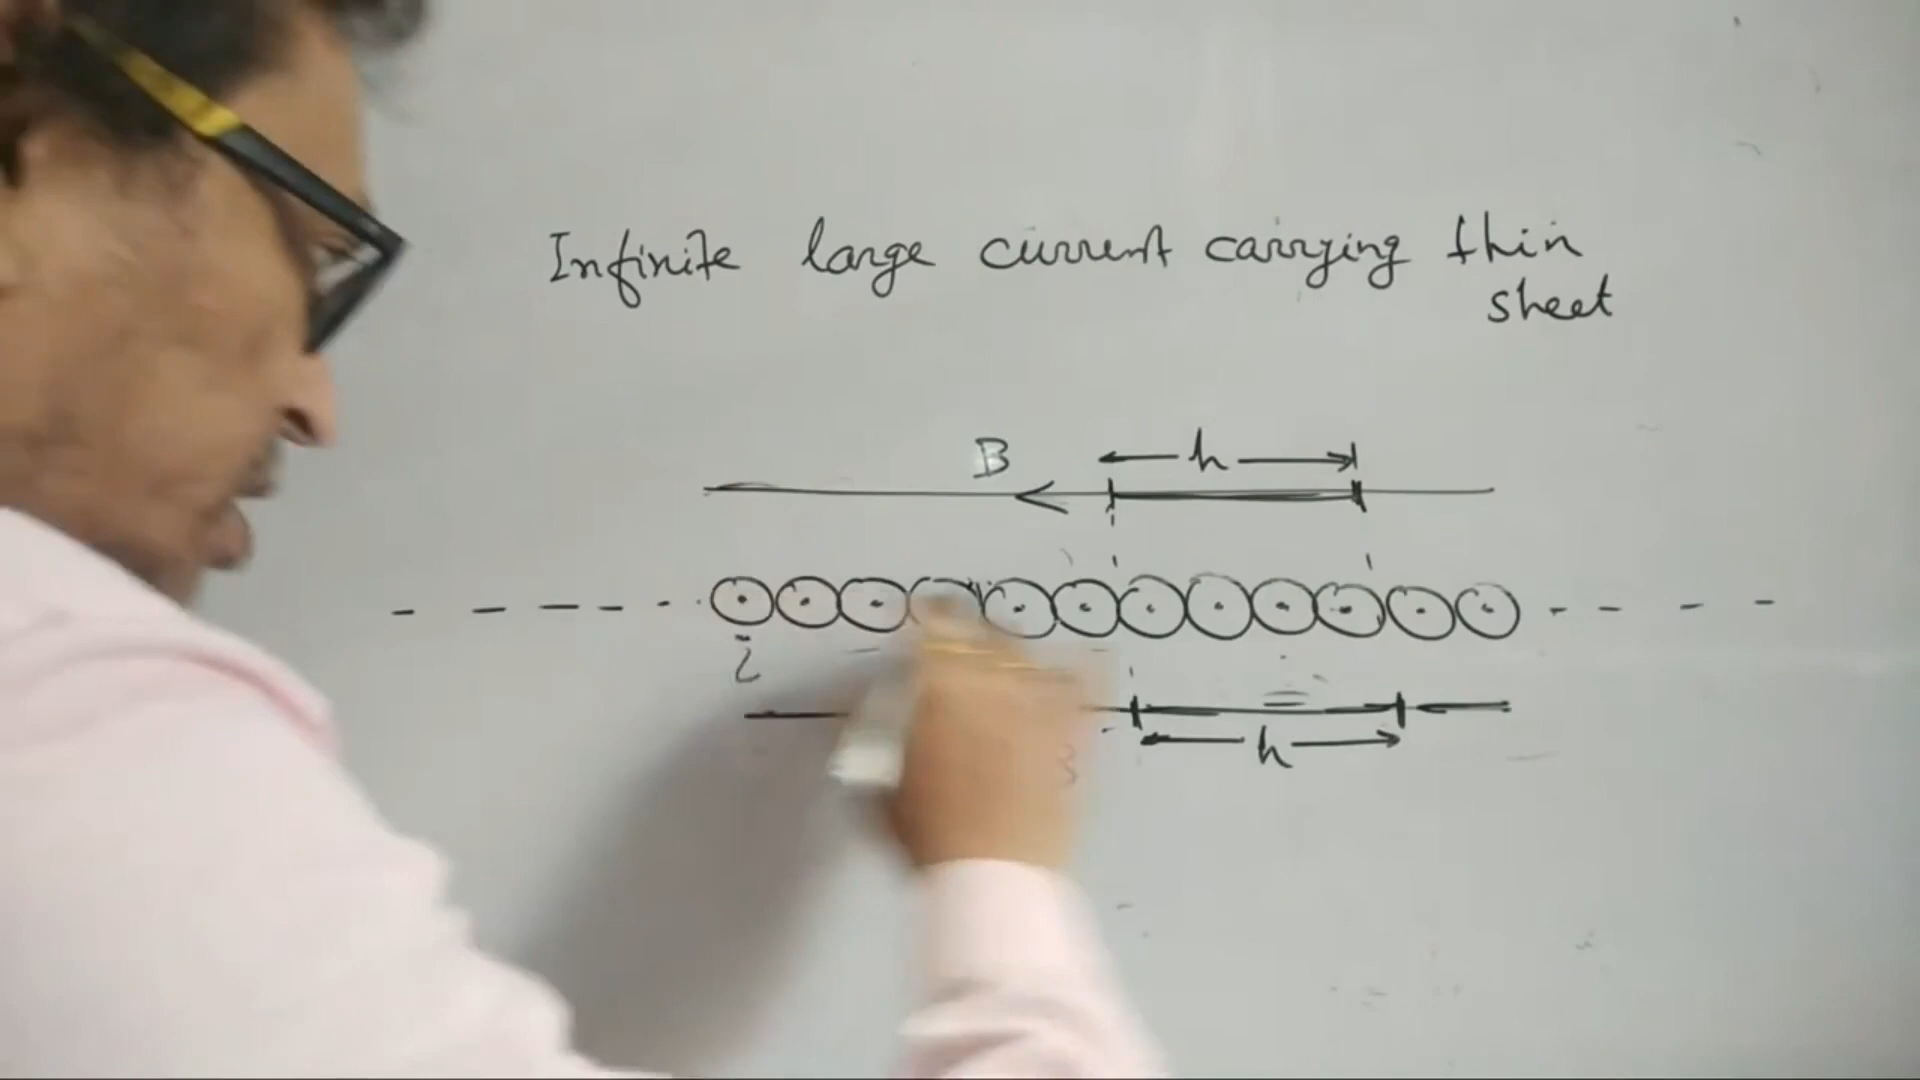 Infinite large current carrying thin
sheet
B
h
i
h